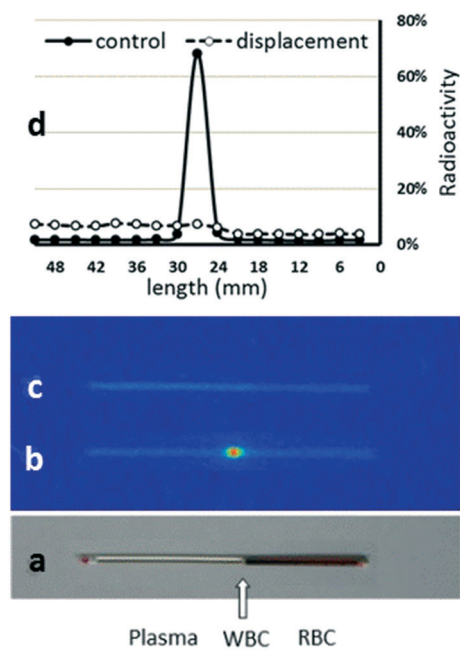 80%
control displacement
60%
d
40%
Radioactivity
20%
0%
48 42 36 30 24 18 12 6 0
length (mm)
c
b
a
Plasma WBC RBC